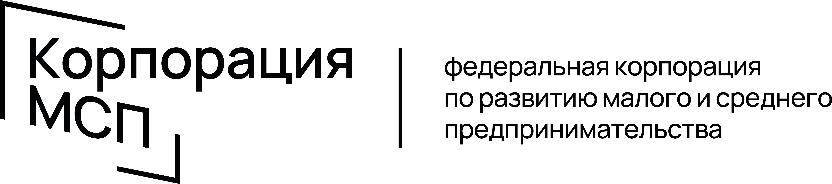 Корпорация
МСП
федеральная корпорация
по развитию малого и среднего
предпринимательства